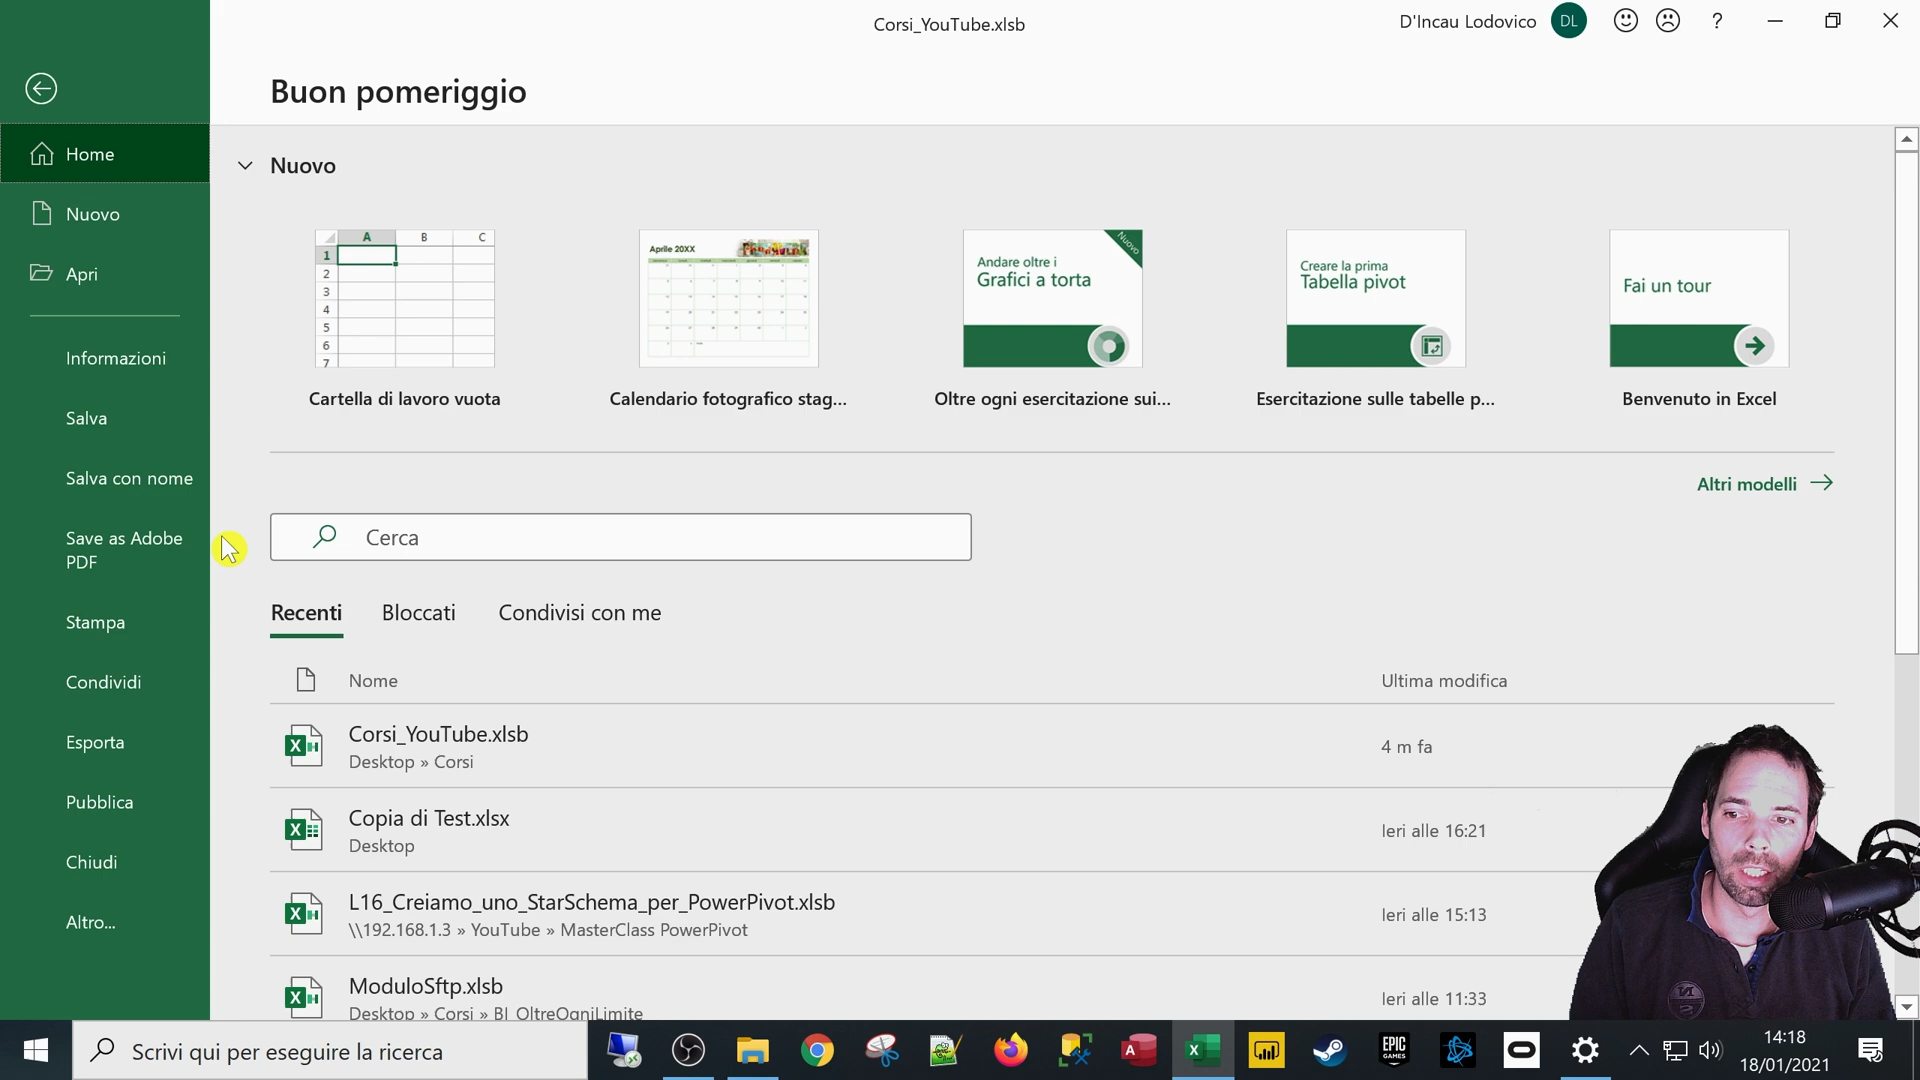 Corsi_YouTube.xlsb
D'Incau Lodovico
DL
?
Buon pomeriggio
Home
Nuovo
Apri
Informazioni
Salva
Salva con nome
Save as Adobe
PDF
Stampa
Condividi
Esporta
Pubblica
Chiudi
Altro...
Nuovo
A B C
1
2
3
4
5
6
7
Cartella di lavoro vuota
Aprile 20XX
Calendario fotografico stag...
Nuovo
Andare oltre i
Grafici a torta
Oltre ogni esercitazione sui...
Creare la prima
Tabella pivot
Esercitazione sulle tabelle p...
Fai un tour
Benvenuto in Excel
Altri modelli
Cerca
Recenti Bloccati Condivisi con me
Nome Ultima modifica
Corsi_YouTube.xlsb
Desktop » Corsi
4 m fa
Copia di Test.xlsx
Desktop
Ieri alle 16:21
L16_Creiamo_uno_StarSchema_per_PowerPivot.xlsb
\\192.168.1.3 » YouTube » MasterClass PowerPivot
Ieri alle 15:13
ModuloSftp.xlsb
Desktop » Corsi » BI_OltreOgniLimite
Ieri alle 11:33
Scrivi qui per eseguire la ricerca
EPIC
GAMES
14:18
18/01/2021